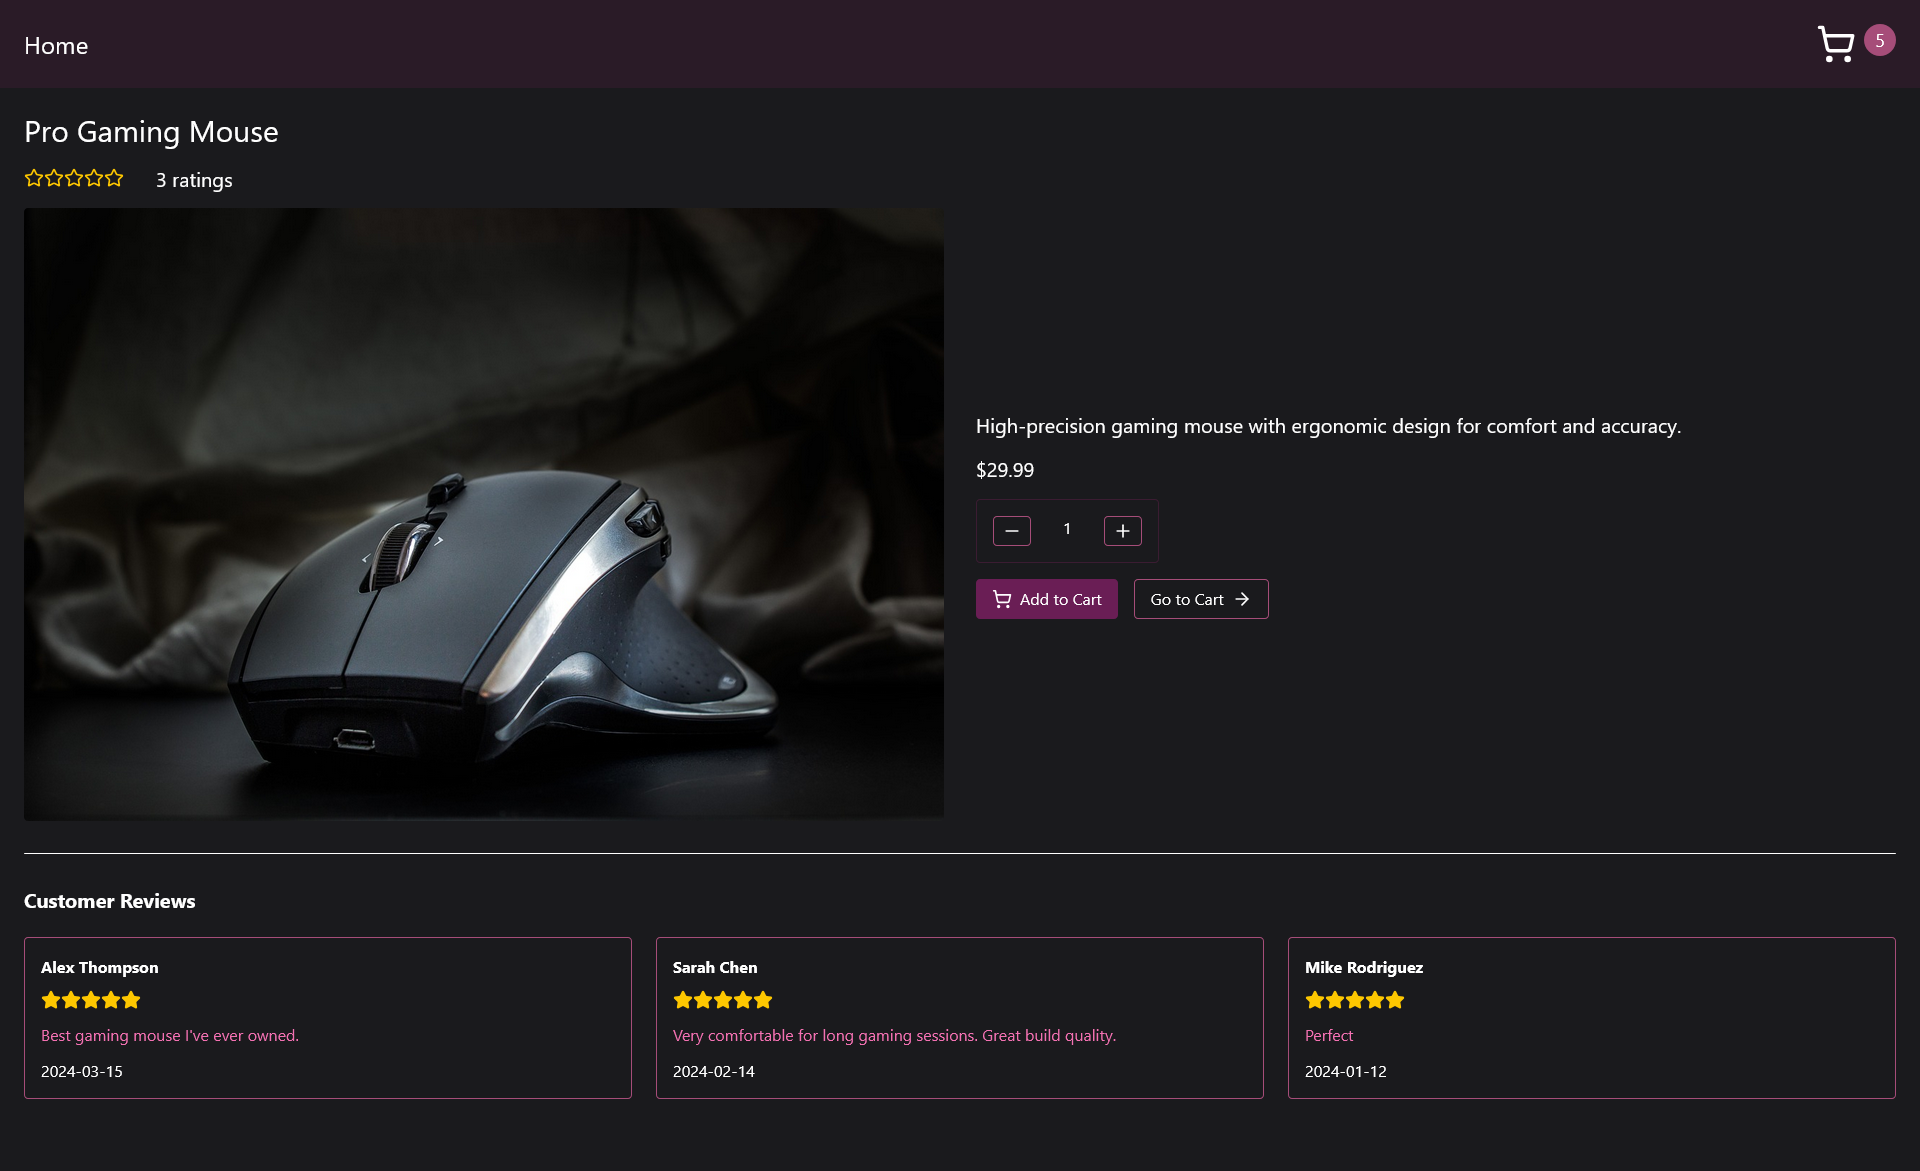 Home
5
Pro Gaming Mouse
3 ratings
High-precision gaming mouse with ergonomic design for comfort and accuracy.
$29.99
1
Add to Cart
Go to Cart
Customer Reviews
Alex Thompson
Best gaming mouse I've ever owned.
2024-03-15
Sarah Chen
Very comfortable for long gaming sessions. Great build quality.
2024-02-14
Mike Rodriguez
Perfect
2024-01-12